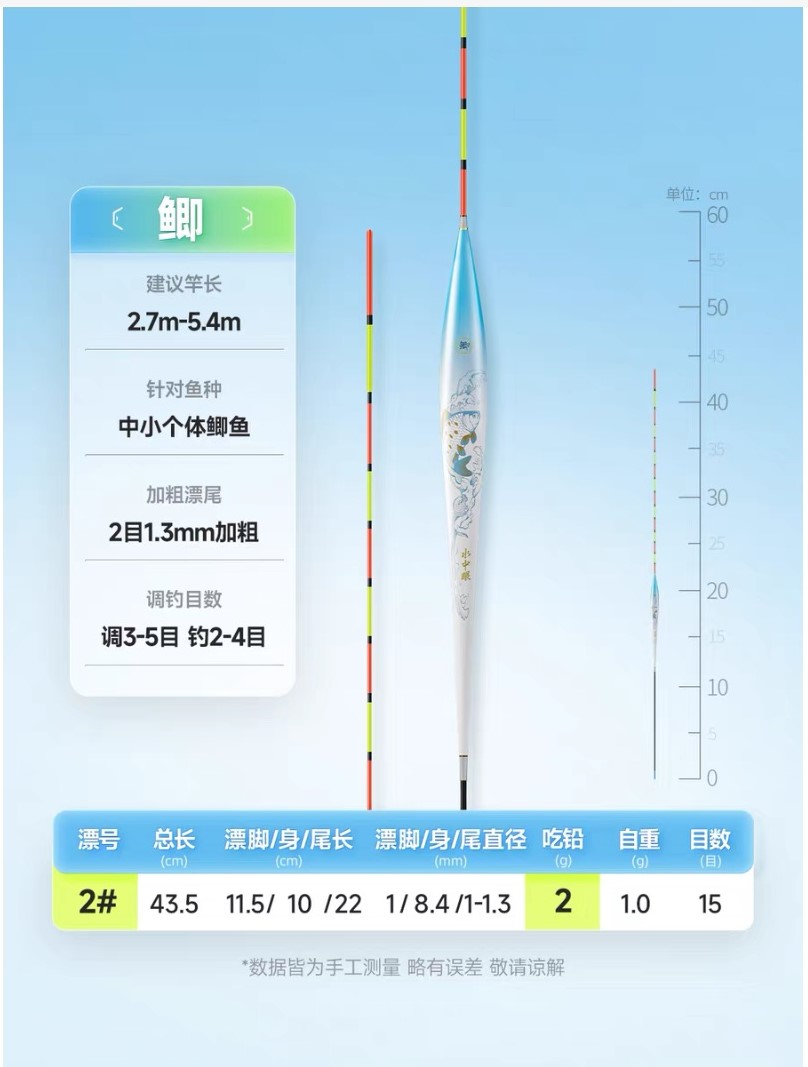 单位：cm
60
55
50
45
40
35
30
25
20
15
10
5
0
鲫
建议竿长
2.7m-5.4m
针对鱼种
中小个体鲫鱼
加粗漂尾
2目1.3mm加粗
调钓目数
调3-5目 钓2-4目
鲫
水中眼
漂号 总长 漂脚/身/尾长 漂脚/身/尾直径 吃铅 自重 目数
(cm) (cm) (mm) (g) (g) (目)
2# 43.5 11.5/ 10 /22 1/ 8.4 /1-1.3 2 1.0 15
*数据皆为手工测量 略有误差 敬请谅解